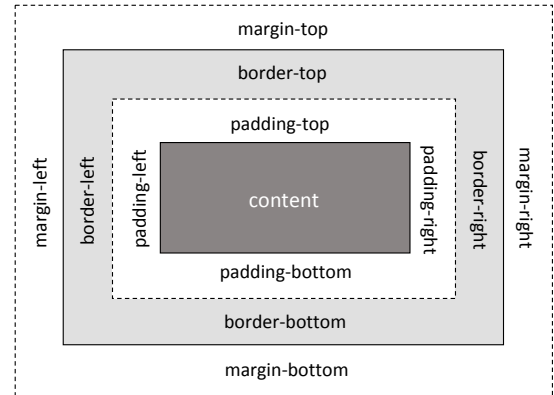 margin-top
border-top
padding-top
margin-left
border-left
padding-left
content
padding-right
border-right
margin-right
padding-bottom
border-bottom
margin-bottom